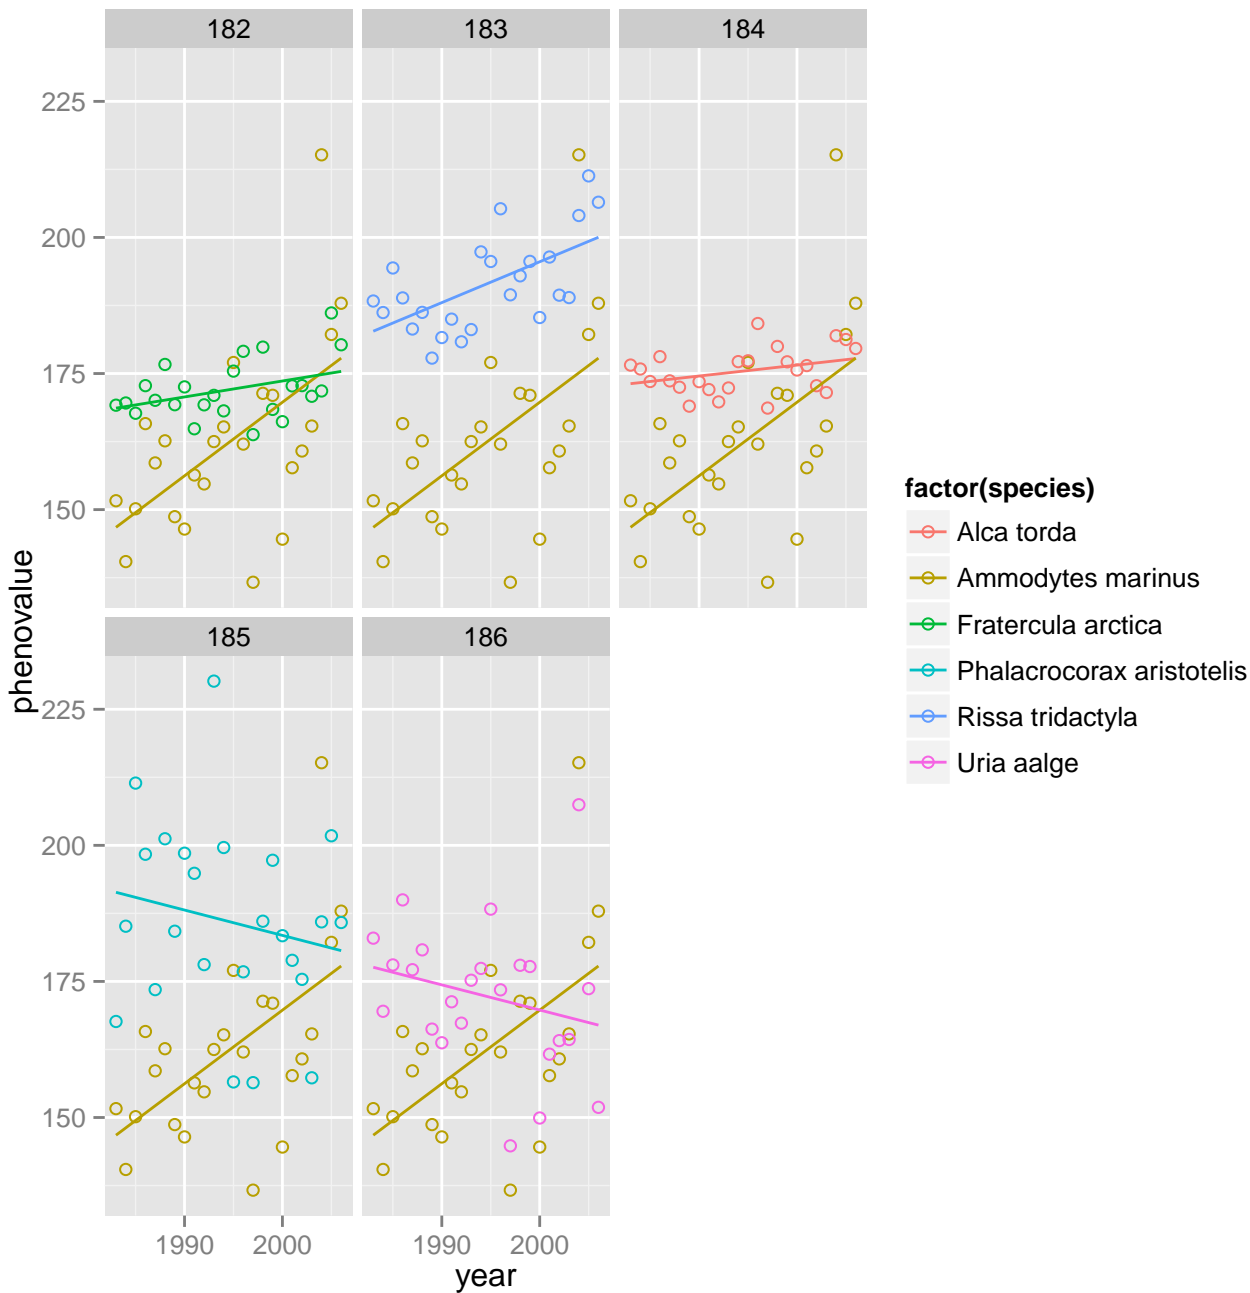 182 183 184
225
200
175
150
phenovalue
185 186
225
200
175
150
1990 2000 1990 2000
year
factor(species)
Alca torda
Ammodytes marinus
Fratercula arctica
Phalacrocorax aristotelis
Rissa tridactyla
Uria aalge